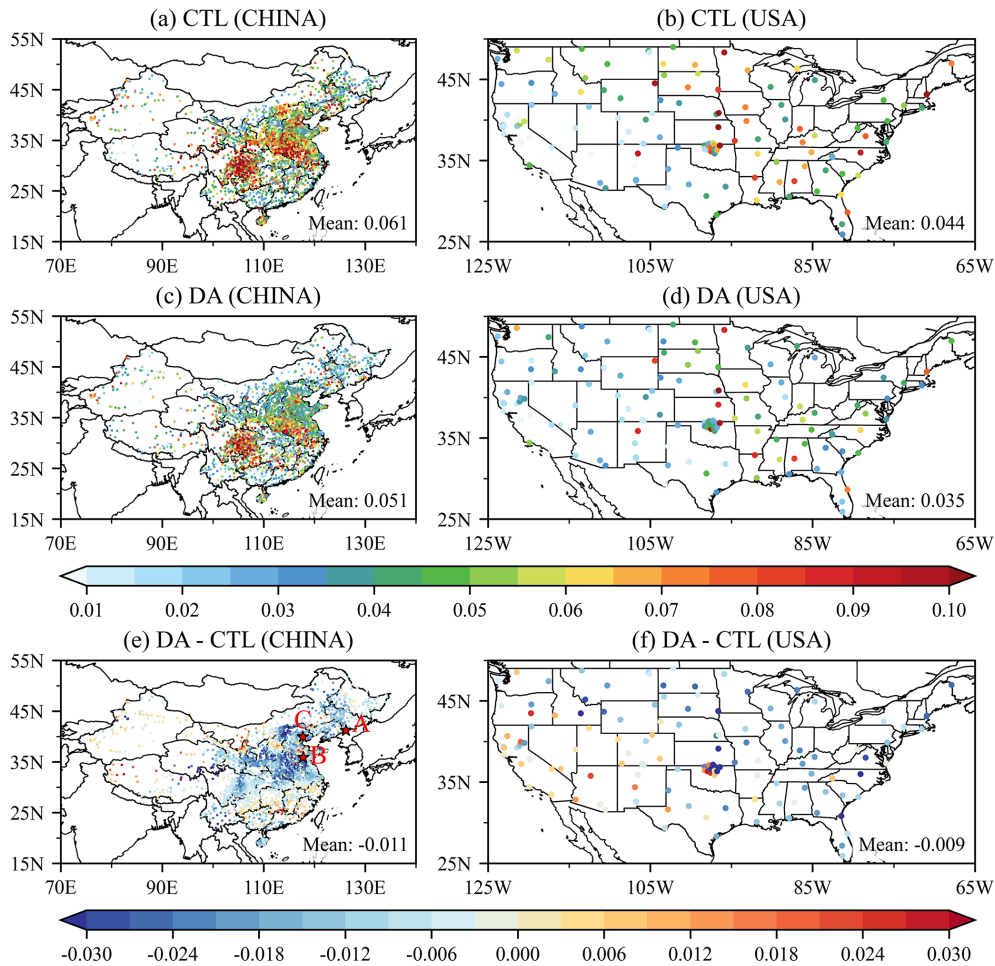 (a) CTL (CHINA)
(b) CTL (USA)
55N
45N
35N
25N
15N
Mean: 0.061
70E 90E 110E 130E
45N
35N
25N
Mean: 0.044
125W 105W 85W 65W
(c) DA (CHINA)
(d) DA (USA)
55N
45N
35N
25N
15N
Mean: 0.051
70E 90E 110E 130E
45N
35N
25N
Mean: 0.035
125W 105W 85W 65W
0.01 0.02 0.03 0.04 0.05 0.06 0.07 0.08 0.09 0.10
(e) DA - CTL (CHINA)
(f) DA - CTL (USA)
55N
45N
35N
25N
15N
C A
B
Mean: -0.011
70E 90E 110E 130E
45N
35N
25N
Mean: -0.009
125W 105W 85W 65W
-0.030 -0.024 -0.018 -0.012 -0.006 0.000 0.006 0.012 0.018 0.024 0.030